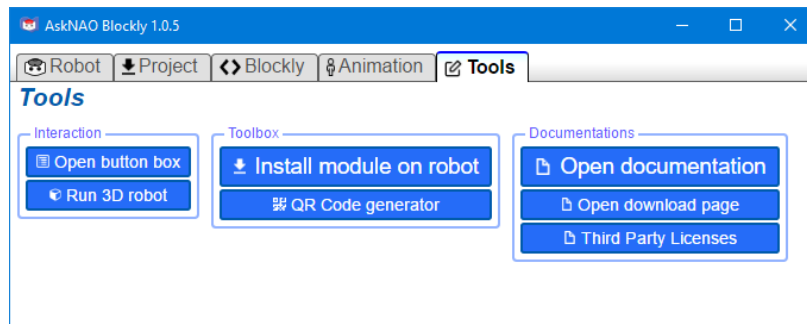 AskNAO Blockly 1.0.5
Robot Project Blockly Animation Tools
Tools
Interaction
Open button box
Run 3D robot
Toolbox
Install module on robot
QR Code generator
Documentations
Open documentation
Open download page
Third Party Licenses